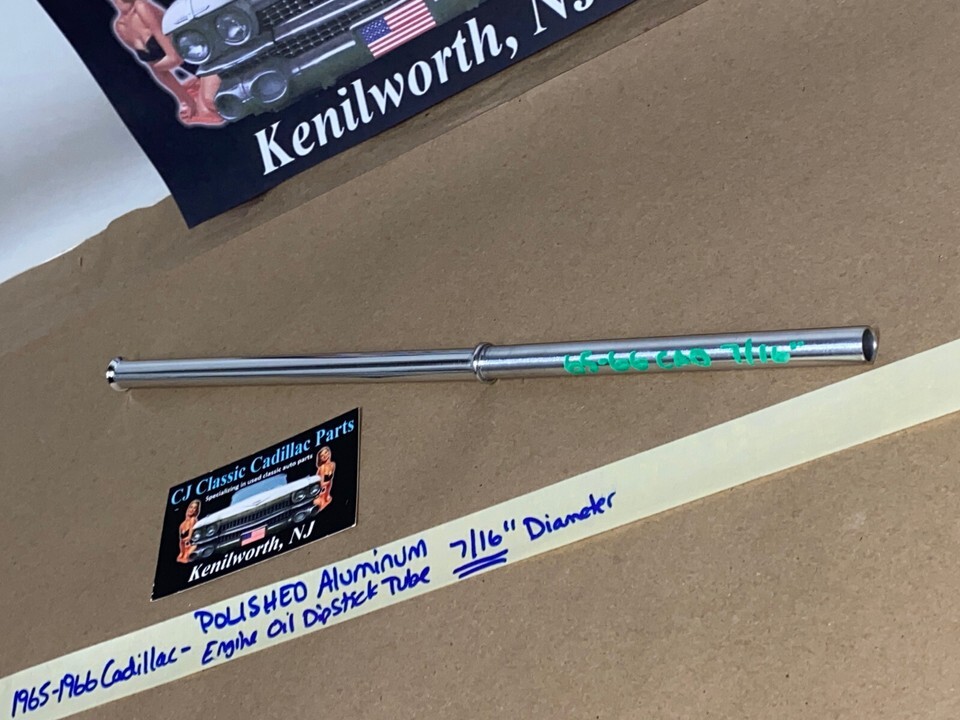 Kenilworth, NJ
65-66 CAD 7/16"
CJ Classic Cadillac Parts
Specializing in used classic auto parts
Kenilworth, NJ
1965-1966 Cadillac- POLISHED Aluminum 7/16" Diameter
Engine Oil Dipstick Tube